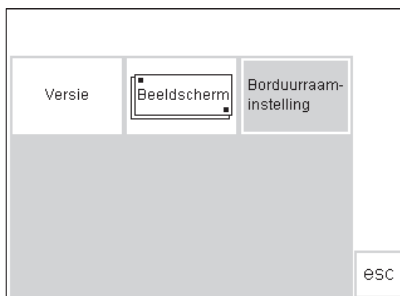 Versie
Beeldscherm
Borduurraam-
instelling
esc